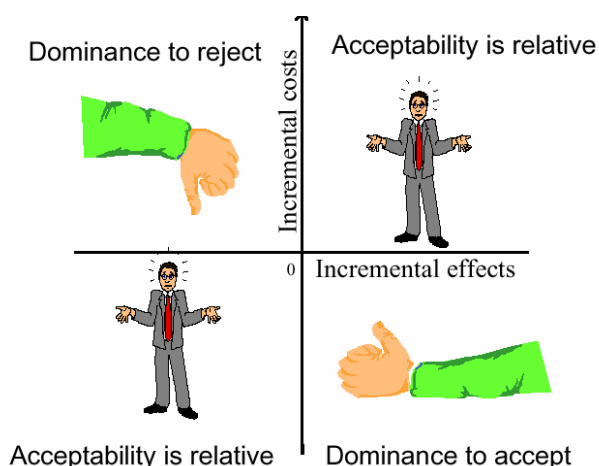 Dominance to reject
Acceptability is relative
Incremental costs
0
Incremental effects
Acceptability is relative
Dominance to accept